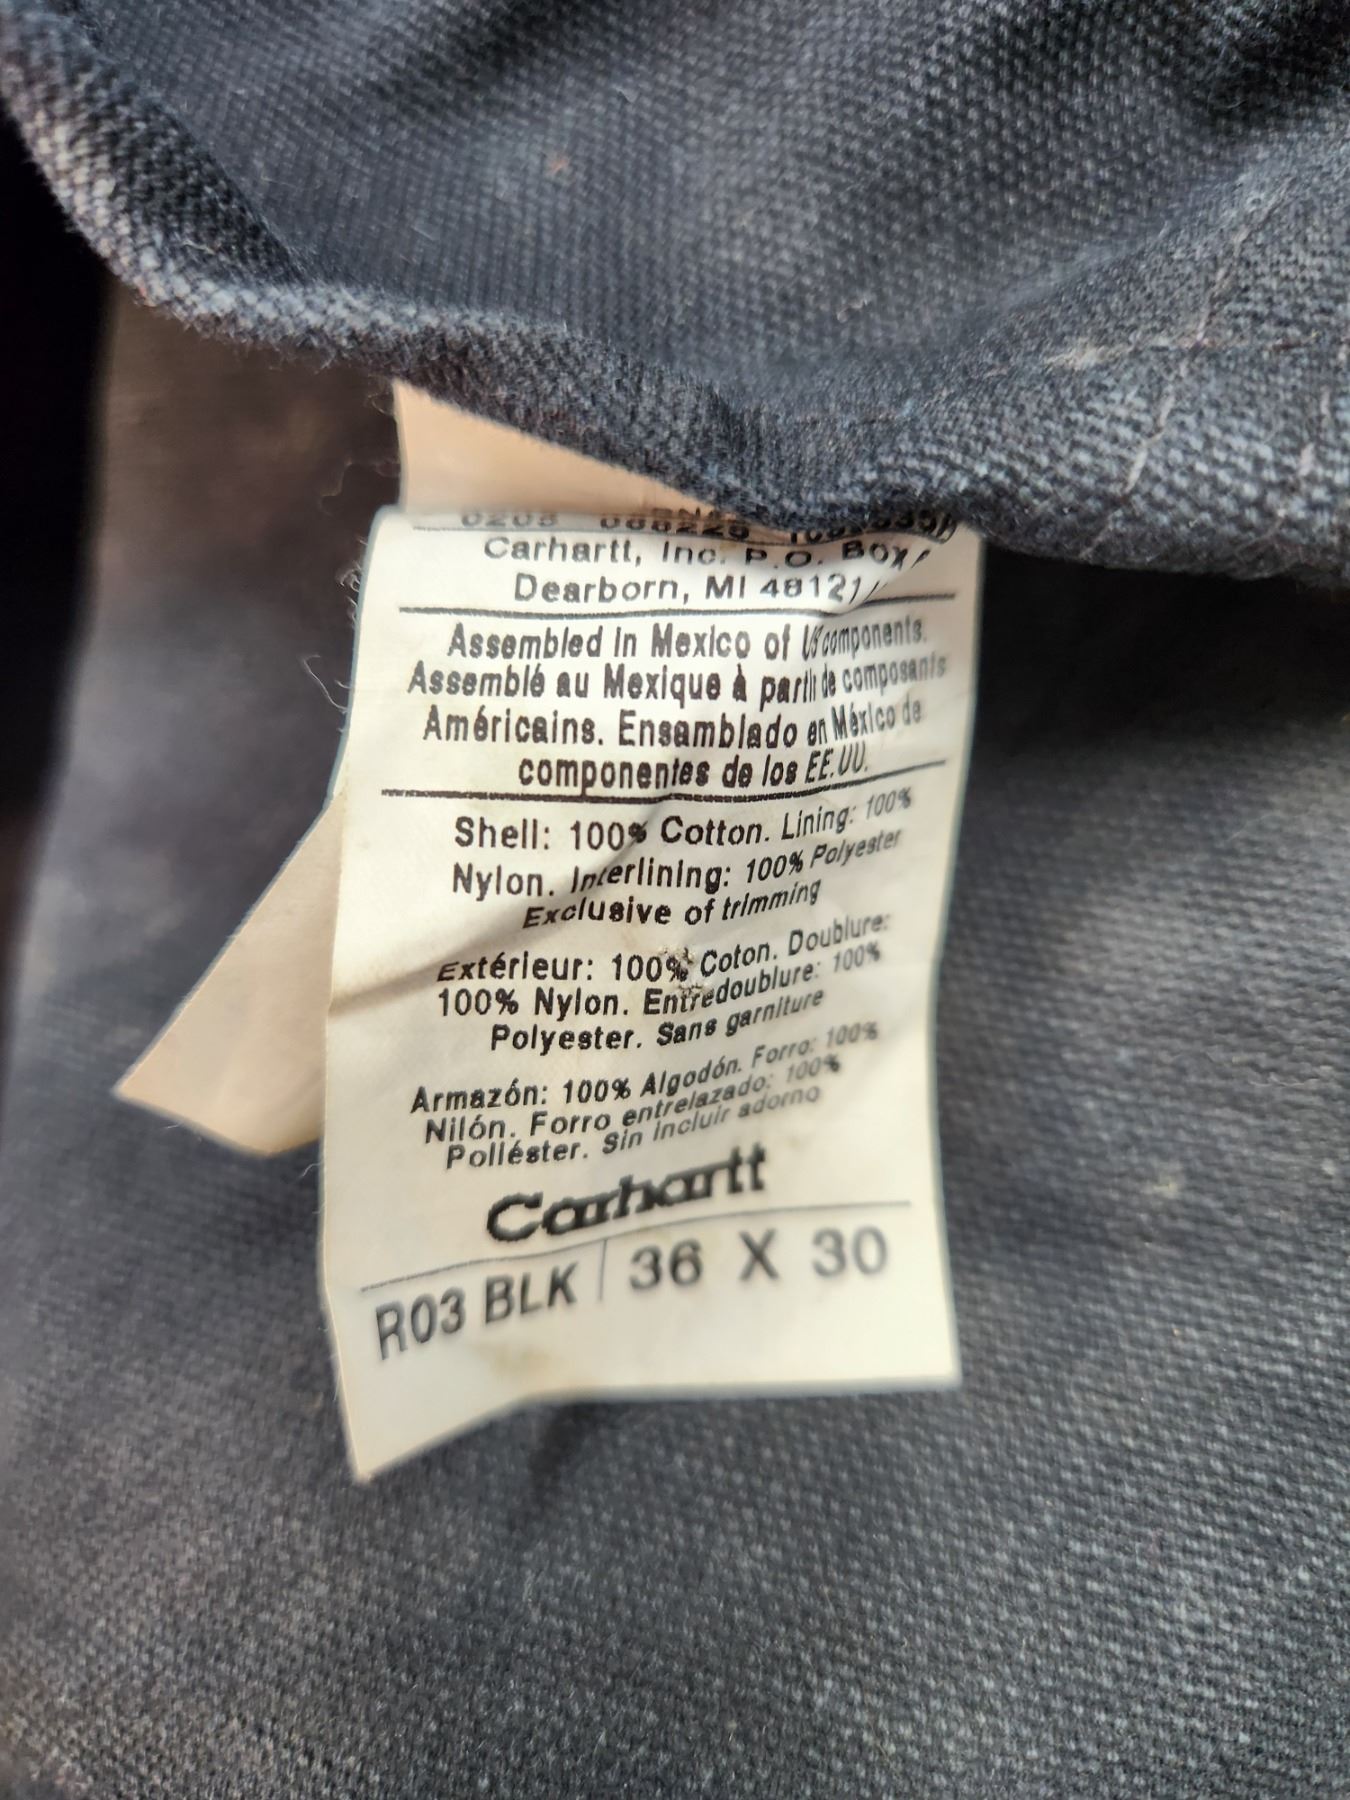 Carhartt, Inc. P.O. Box
Dearborn, MI 48121
Assembled in Mexico of US components.
Assemblé au Mexique à partir de composants
Américains. Ensamblado en México de
componentes de los EE.UU.
Shell: 100% Cotton. Lining: 100%
Nylon. Interlining: 100% Polyester
Exclusive of trimming
Extérieur: 100% Coton. Doublure:
100% Nylon. Entredoublure: 100%
Polyester. Sans garniture
Armazón: 100% Algodón. Forro: 100%
Nilón. Forro entrelazado: 100%
Poliéster. Sin incluir adorno
Carhartt
R03 BLK 36 X 30